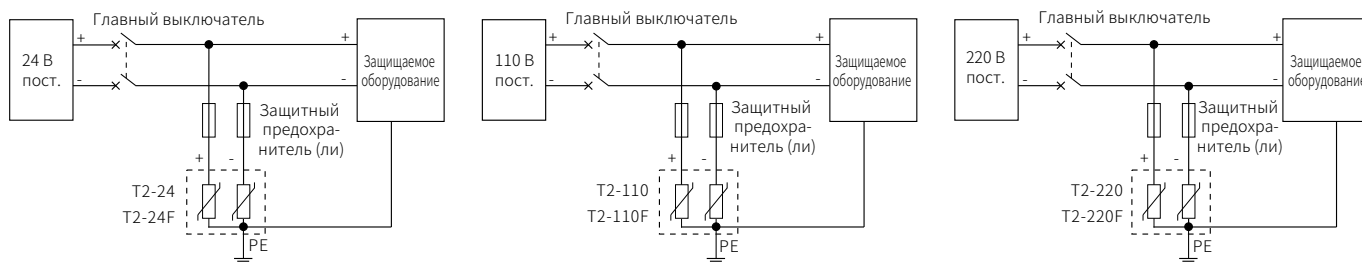 Главный выключатель
24 В
пост.
+
-
+
-
Защищаемое
оборудование
Защитный
предохра-
нитель (ли)
+
-
T2-24
T2-24F
PE
Главный выключатель
110 В
пост.
+
-
+
-
Защищаемое
оборудование
Защитный
предохра-
нитель (ли)
+
-
T2-110
T2-110F
PE
Главный выключатель
220 В
пост.
+
-
+
-
Защищаемое
оборудование
Защитный
предохра-
нитель (ли)
+
-
T2-220
T2-220F
PE